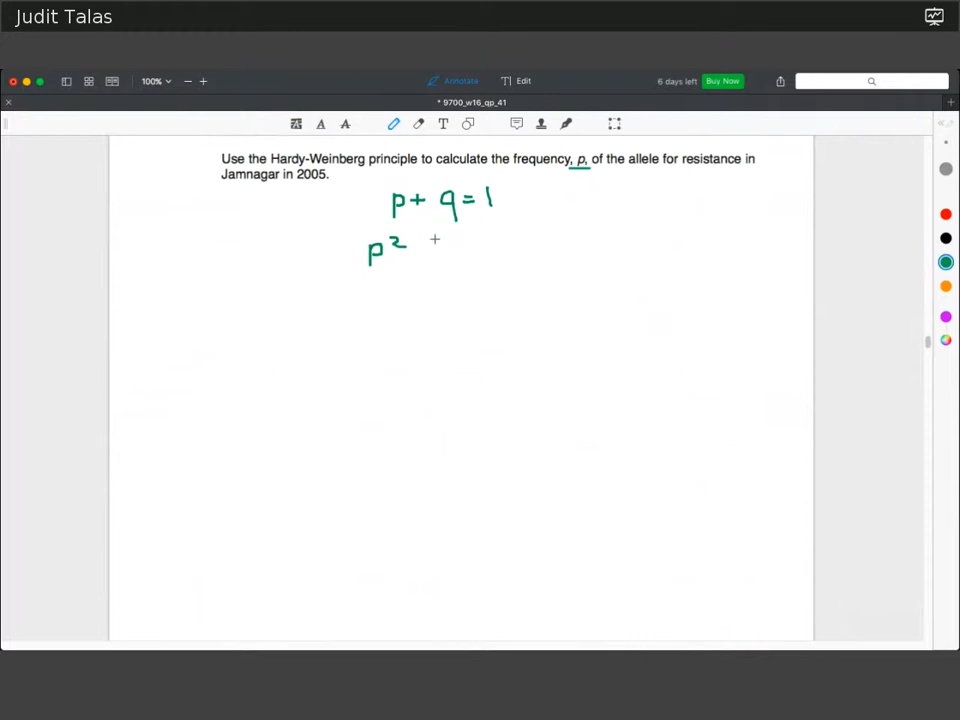 Judit Talas
100%
Annotate
Edit
6 days left
Buy Now
* 9700_w16_qp_41
Use the Hardy-Weinberg principle to calculate the frequency, p, of the allele for resistance in
Jamnagar in 2005.
p + q = 1
p²